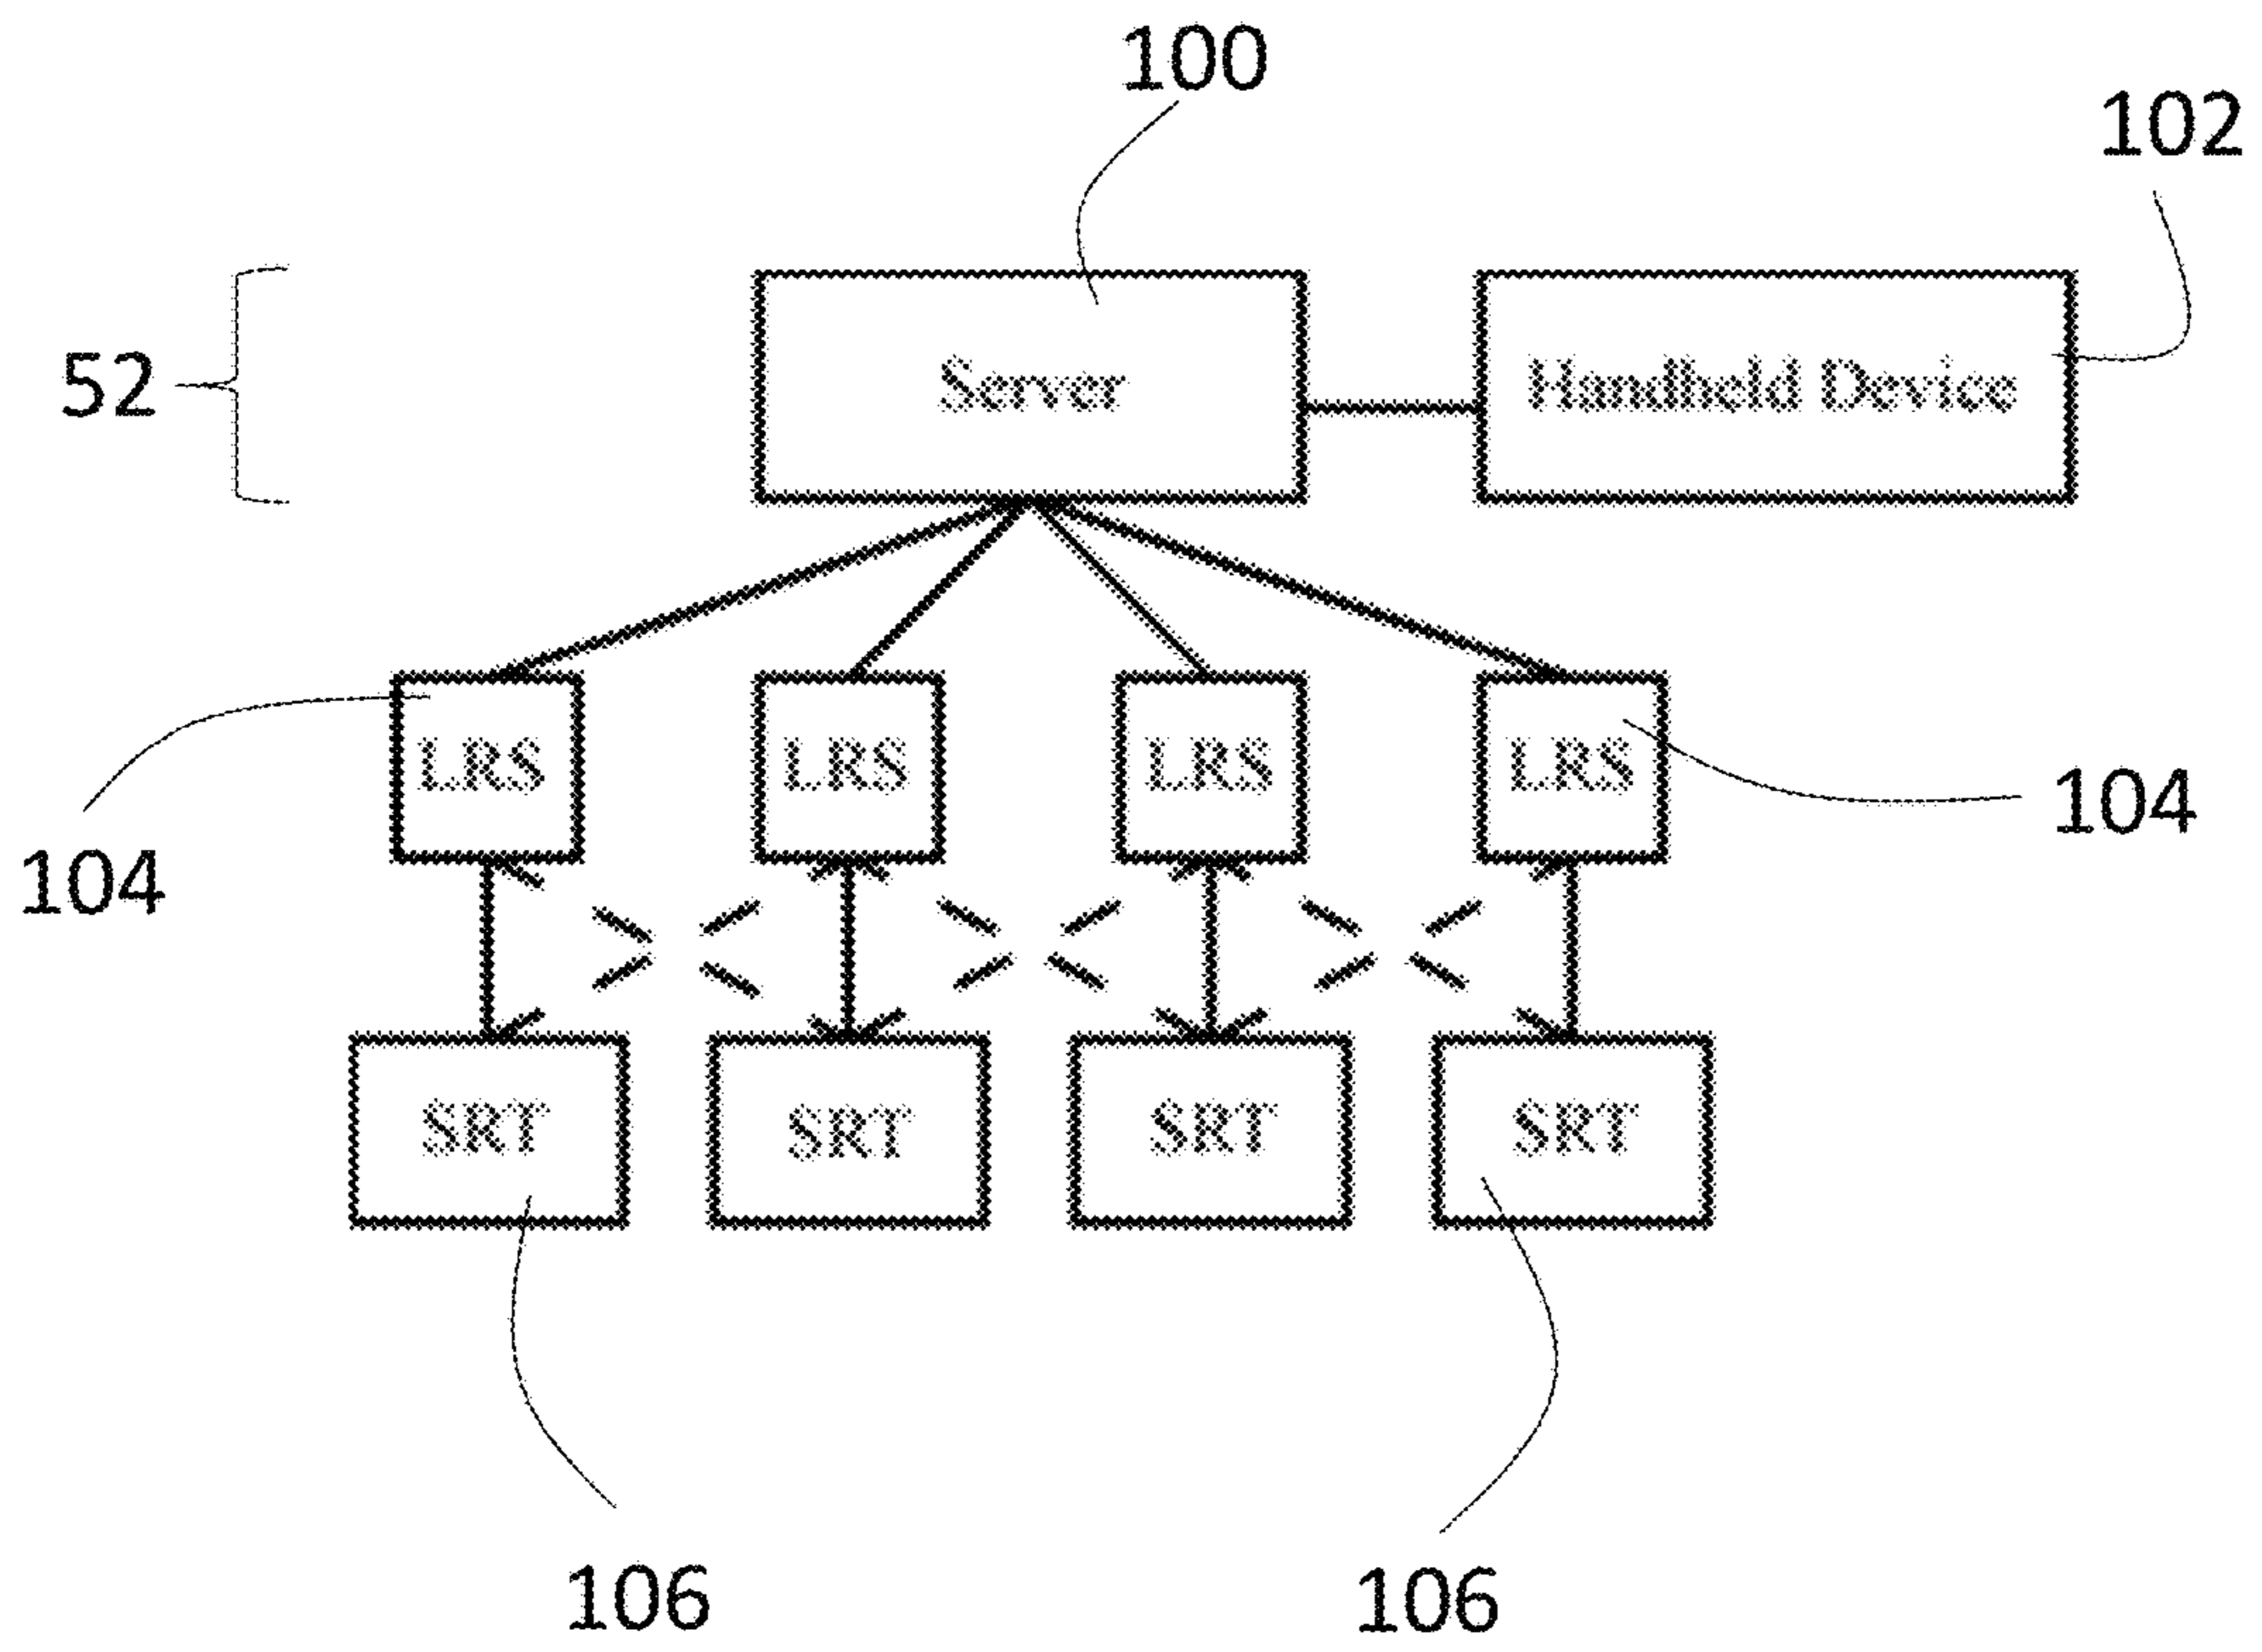 100
102
52
Server
Handheld Device
LRS
LRS
LRS
LRS
104
104
SRT
SRT
SRT
SRT
106
106